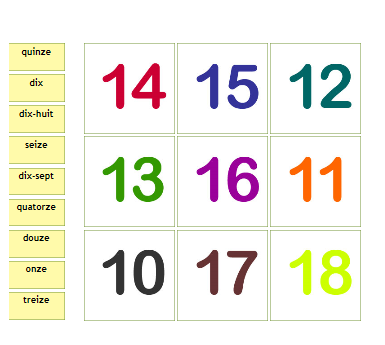 quinze
dix
dix-huit
seize
dix-sept
quatorze
douze
onze
treize
14 15 12
13 16 11
10 17 18